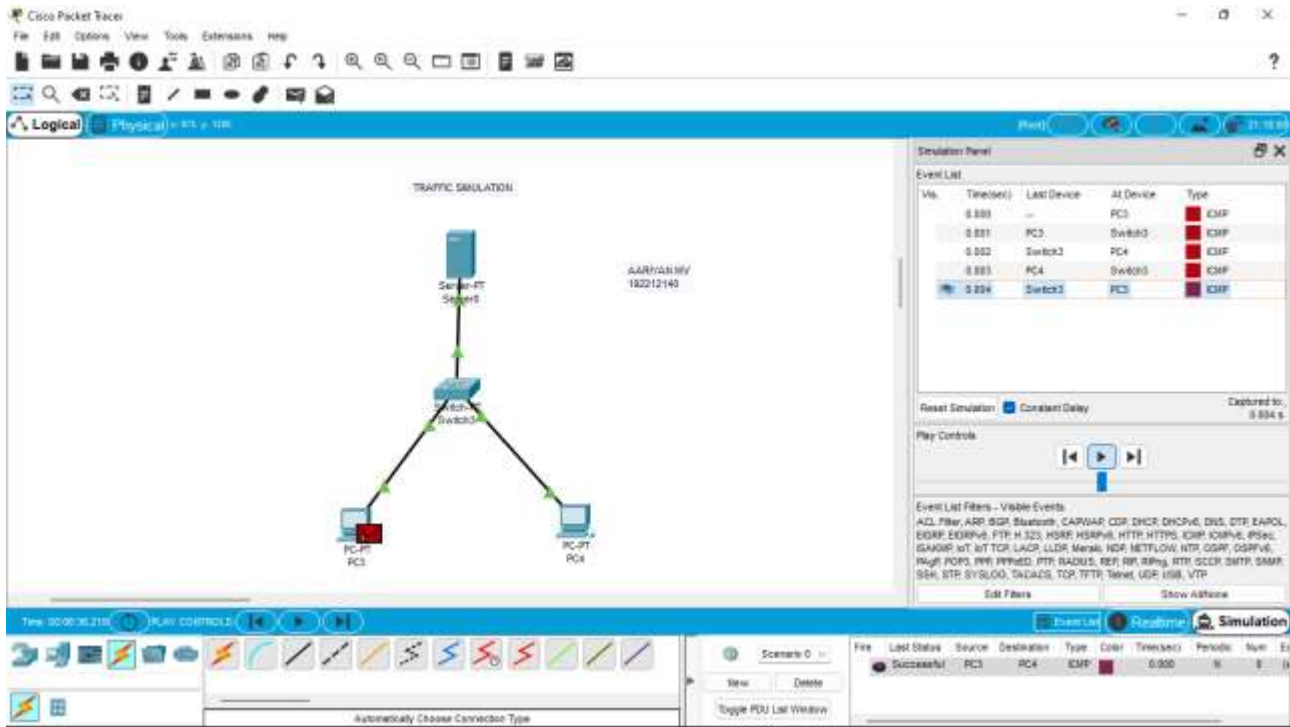 Cisco Packet Tracer
File Edit Options View Tools Extensions Help
?
Logical Physical
[Root]
Simulation Panel
Event List
Vis. Time(sec) Last Device At Device Type
0.000 -- PC3 ICMP
0.001 PC3 Switch3 ICMP
0.002 Switch3 PC4 ICMP
0.003 PC4 Switch3 ICMP
0.004 Switch3 PC3 ICMP
Reset Simulation Constant Delay Captured to:
0.004 s
Play Controls
Event List Filters - Visible Events
ACL Filter, ARP, BGP, Bluetooth, CAPWAP, CDP, DHCP, DHCPv6, DNS, DTP, EAPOL,
EIGRP, EIGRPv6, FTP, H.323, HSRP, HSRPv6, HTTP, HTTPS, ICMP, ICMPv6, IPSec,
ISAKMP, IoT, IoT TCP, LACP, LLDP, Meraki, NDP, NETFLOW, NTP, OSPF, OSPFv6,
PAgP, POP3, PPP, PPPoED, PTP, RADIUS, REP, RIP, RIPng, RTP, SCCP, SMTP, SNMP,
SSH, STP, SYSLOG, TACACS, TCP, TFTP, Telnet, UDP, USB, VTP
Edit Filters Show All/None
TRAFFIC SIMULATION
AARIYAN.MV
192212140
Server-PT
Server0
Switch-PT
Switch3
PC-PT
PC3
PC-PT
PC4
Time: 00:00:36.210 PLAY CONTROLS:
Event List Realtime Simulation
Scenario 0
New Delete
Toggle PDU List Window
Fire Last Status Source Destination Type Color Time(sec) Periodic Num
Successful PC3 PC4 ICMP 0.000 N 0
Automatically Choose Connection Type